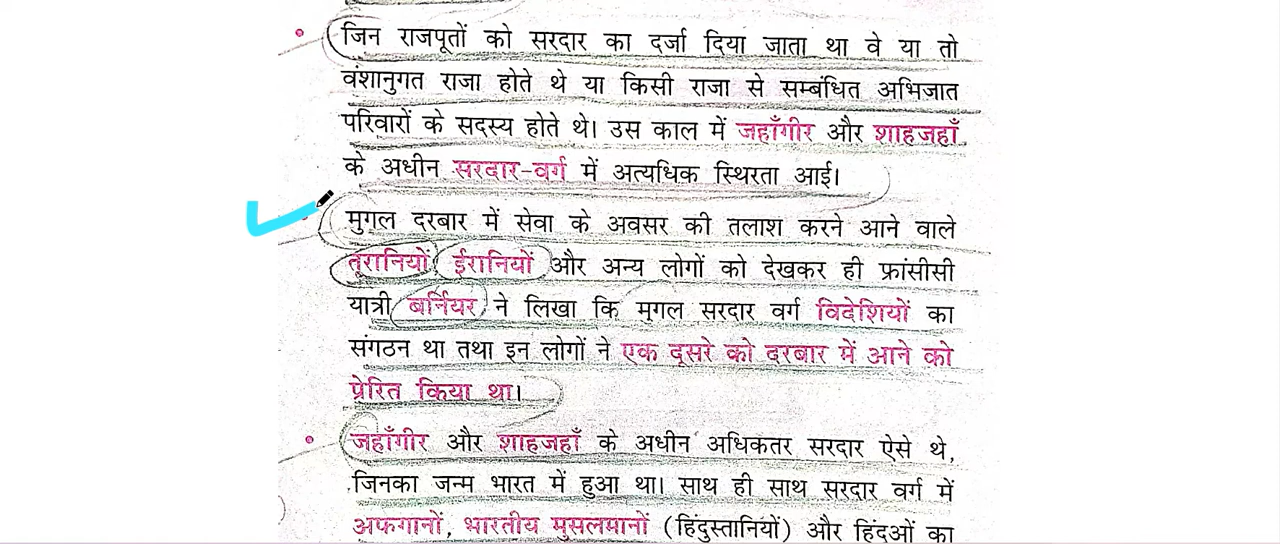 जिन राजपूतों को सरदार का दर्जा दिया जाता था वे या तो
वंशानुगत राजा होते थे या किसी राजा से सम्बंधित अभिजात
परिवारों के सदस्य होते थे। उस काल में जहाँगीर और शाहजहाँ
के अधीन सरदार-वर्ग में अत्यधिक स्थिरता आई।
मुगल दरबार में सेवा के अवसर की तलाश करने आने वाले
तूरानियों ईरानियों और अन्य लोगों को देखकर ही फ्रांसीसी
यात्री बर्नियर ने लिखा कि मुगल सरदार वर्ग विदेशियों का
संगठन था तथा इन लोगों ने एक दूसरे को दरबार में आने को
प्रेरित किया था।
जहाँगीर और शाहजहाँ के अधीन अधिकतर सरदार ऐसे थे,
जिनका जन्म भारत में हुआ था। साथ ही साथ सरदार वर्ग में
अफगानों, भारतीय मुसलमानों (हिंदुस्तानियों) और हिंदओं का